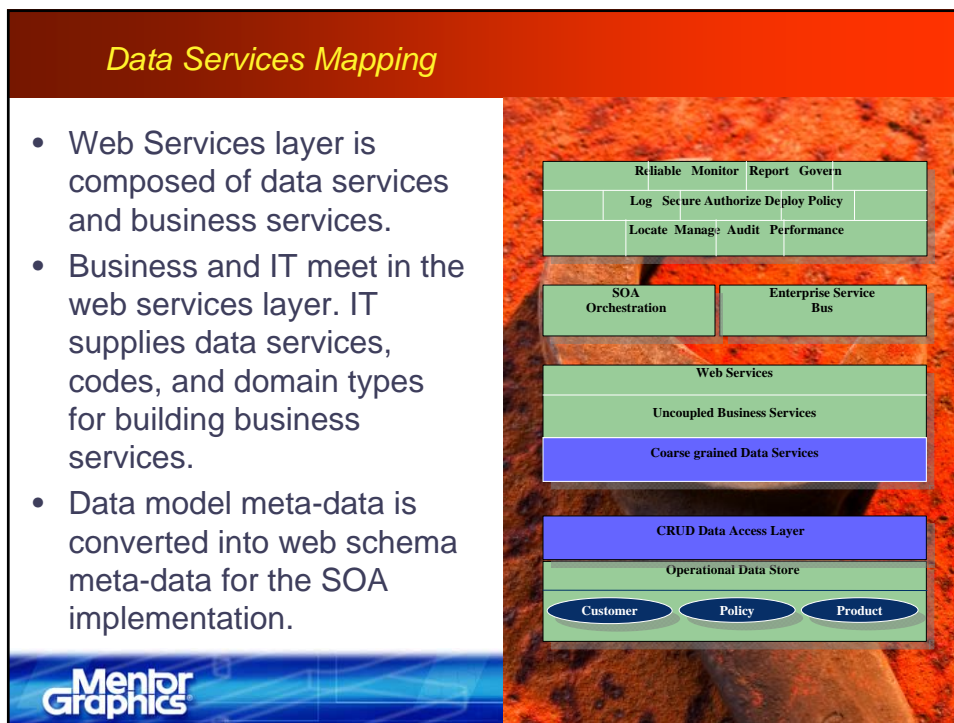 Data Services Mapping
• Web Services layer is
composed of data services
and business services.
• Business and IT meet in the
web services layer. IT
supplies data services,
codes, and domain types
for building business
services.
• Data model meta-data is
converted into web schema
meta-data for the SOA
implementation.
Reliable Monitor Report Govern
Log Secure Authorize Deploy Policy
Locate Manage Audit Performance
SOA
Orchestration
Enterprise Service
Bus
Web Services
Uncoupled Business Services
Coarse grained Data Services
CRUD Data Access Layer
Operational Data Store
Customer Policy Product
Mentor
Graphics